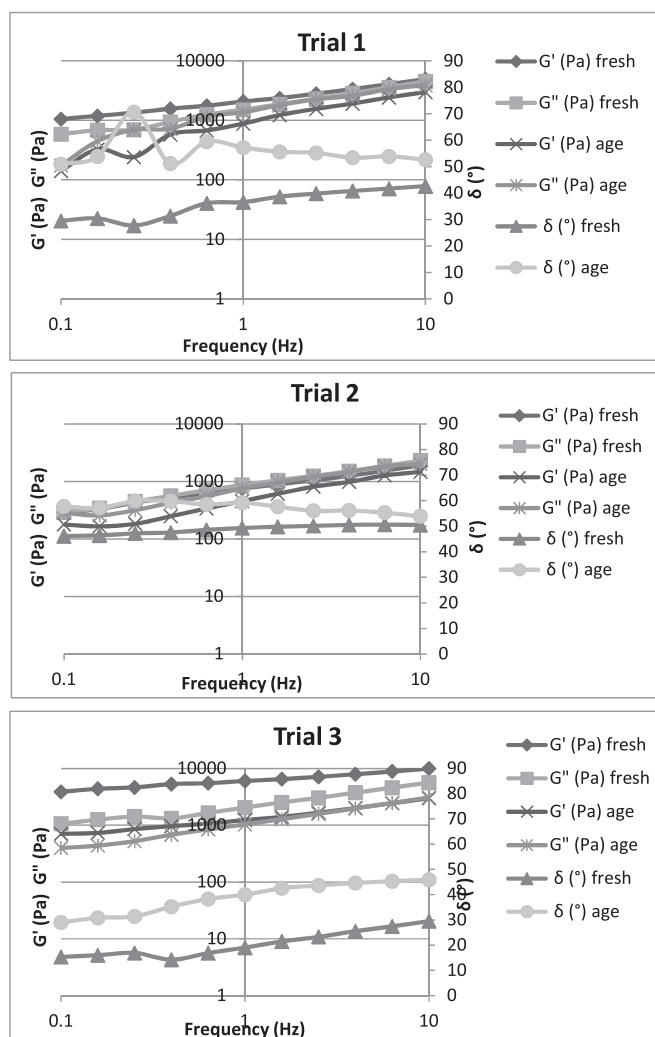 Trial 1
10000
1000
100
10
1
90
80
70
60
50
40
30
20
10
0
G' (Pa) G" (Pa)
δ (°)
0.1 1 10
Frequency (Hz)
G' (Pa) fresh
G" (Pa) fresh
G' (Pa) age
G" (Pa) age
δ (°) fresh
δ (°) age
Trial 2
10000
1000
100
10
1
90
80
70
60
50
40
30
20
10
0
G' (Pa) G" (Pa)
δ (°)
0.1 1 10
Frequency (Hz)
G' (Pa) fresh
G" (Pa) fresh
G' (Pa) age
G" (Pa) age
δ (°) fresh
δ (°) age
Trial 3
10000
1000
100
10
1
90
80
70
60
50
40
30
20
10
0
G' (Pa) G" (Pa)
δ (°)
0.1 1 10
Frequency (Hz)
G' (Pa) fresh
G" (Pa) fresh
G' (Pa) age
G" (Pa) age
δ (°) fresh
δ (°) age